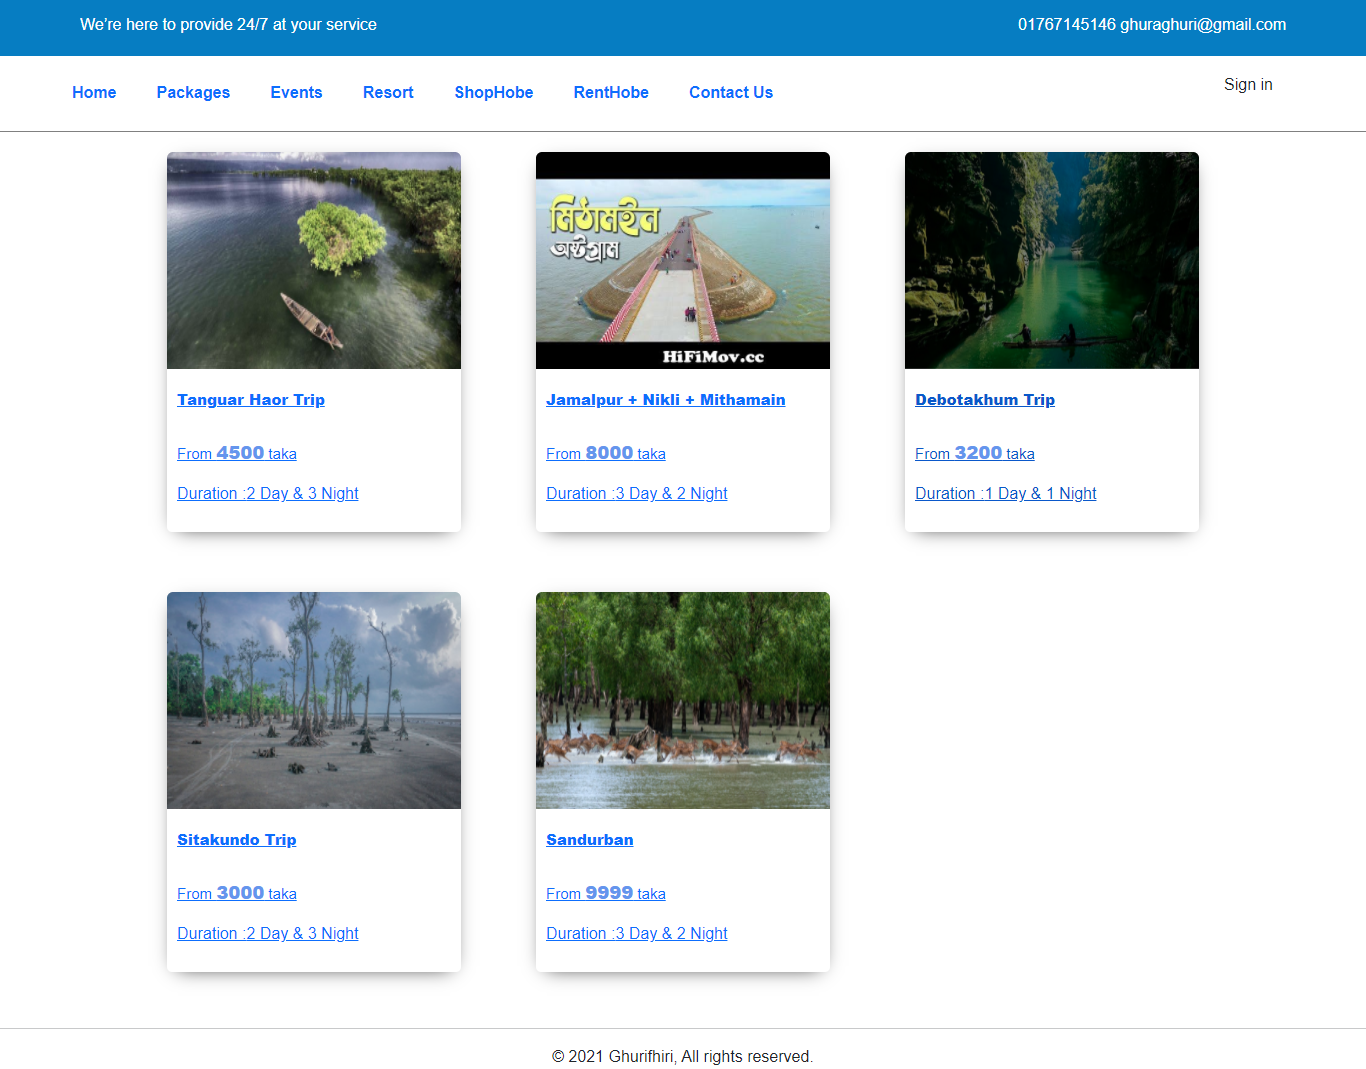 We're here to provide 24/7 at your service
01767145146 ghuraghuri@gmail.com
Home Packages Events Resort ShopHobe RentHobe Contact Us
Sign in
মিঠামইন
অষ্টগ্রাম
HiFiMov.cc
Tanguar Haor Trip
From 4500 taka
Duration :2 Day & 3 Night
Jamalpur + Nikli + Mithamain
From 8000 taka
Duration :3 Day & 2 Night
Debotakhum Trip
From 3200 taka
Duration :1 Day & 1 Night
Sitakundo Trip
From 3000 taka
Duration :2 Day & 3 Night
Sandurban
From 9999 taka
Duration :3 Day & 2 Night
© 2021 Ghurifhiri, All rights reserved.